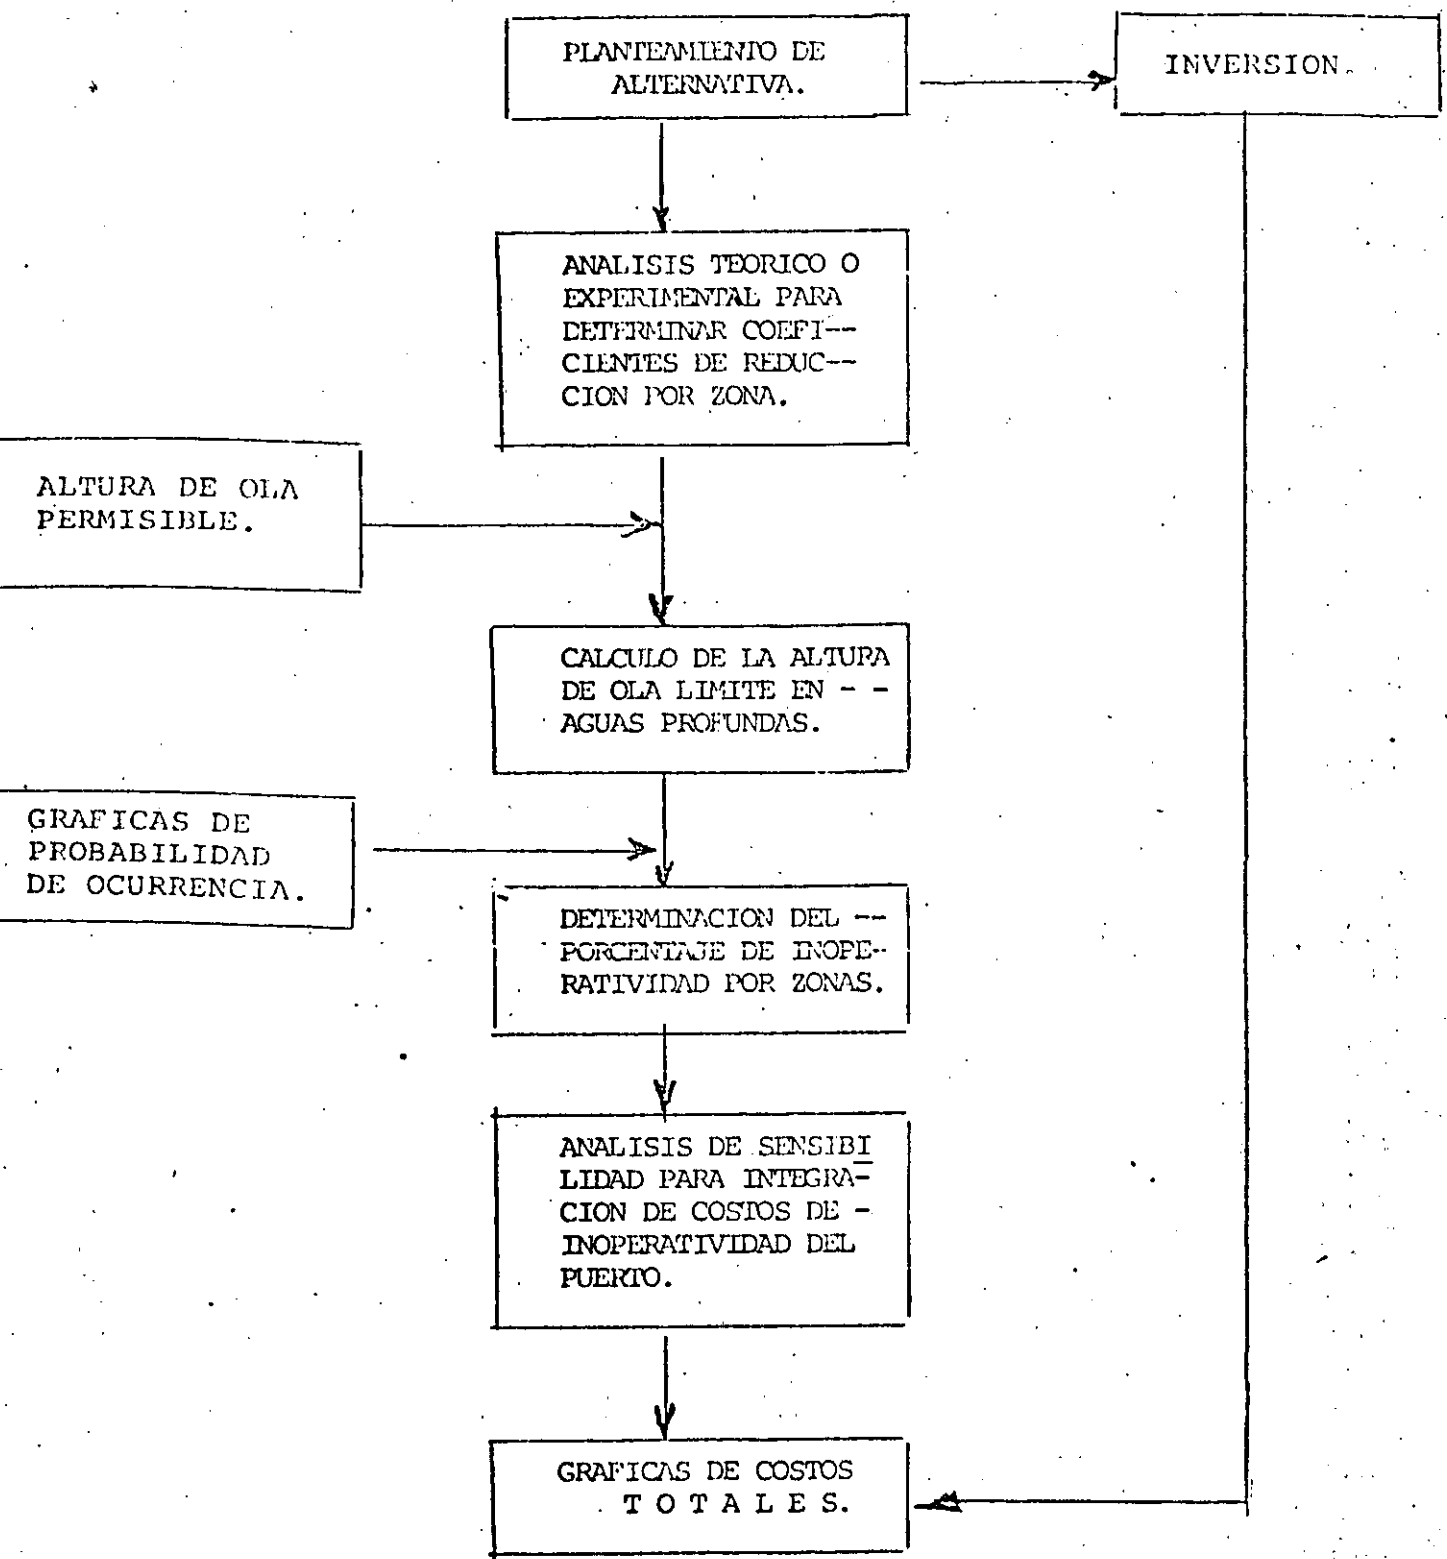 PLANTEAMIENTO DE
ALTERNATIVA.
INVERSION.
ANALISIS TEORICO O
EXPERIMENTAL PARA
DETERMINAR COEFI--
CIENTES DE REDUC--
CION POR ZONA.
ALTURA DE OLA
PERMISIBLE.
CALCULO DE LA ALTURA
DE OLA LIMITE EN - -
AGUAS PROFUNDAS.
GRAFICAS DE
PROBABILIDAD
DE OCURRENCIA.
DETERMINACION DEL --
PORCENTAJE DE INOPE--
RATIVIDAD POR ZONAS.
ANALISIS DE SENSIBI
LIDAD PARA INTEGRA-
CION DE COSTOS DE -
INOPERATIVIDAD DEL
PUERTO.
GRAFICAS DE COSTOS
T O T A L E S.